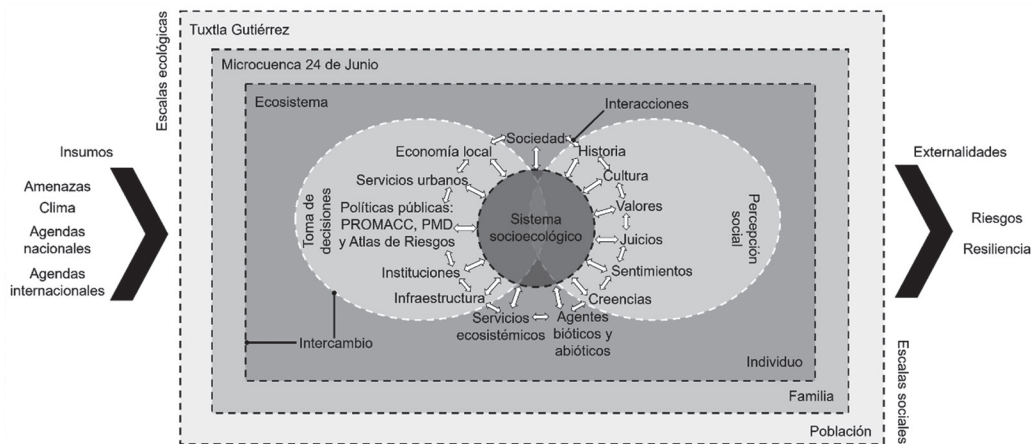 Escalas ecológicas
Tuxtla Gutiérrez
Microcuenca 24 de Junio
Ecosistema
Insumos
Amenazas
Clima
Agendas
nacionales
Agendas
internacionales
Interacciones
Toma de
decisiones
Sociedad
Economía local
Servicios urbanos
Políticas públicas:
PROMACC, PMD
y Atlas de Riesgos
Instituciones
Infraestructura
Servicios
ecosistémicos
Sistema
socioecológico
Historia
Cultura
Valores
Juicios
Sentimientos
Creencias
Agentes
bióticos y
abióticos
Percepción
social
Intercambio
Individuo
Familia
Población
Externalidades
Riesgos
Resiliencia
Escalas sociales